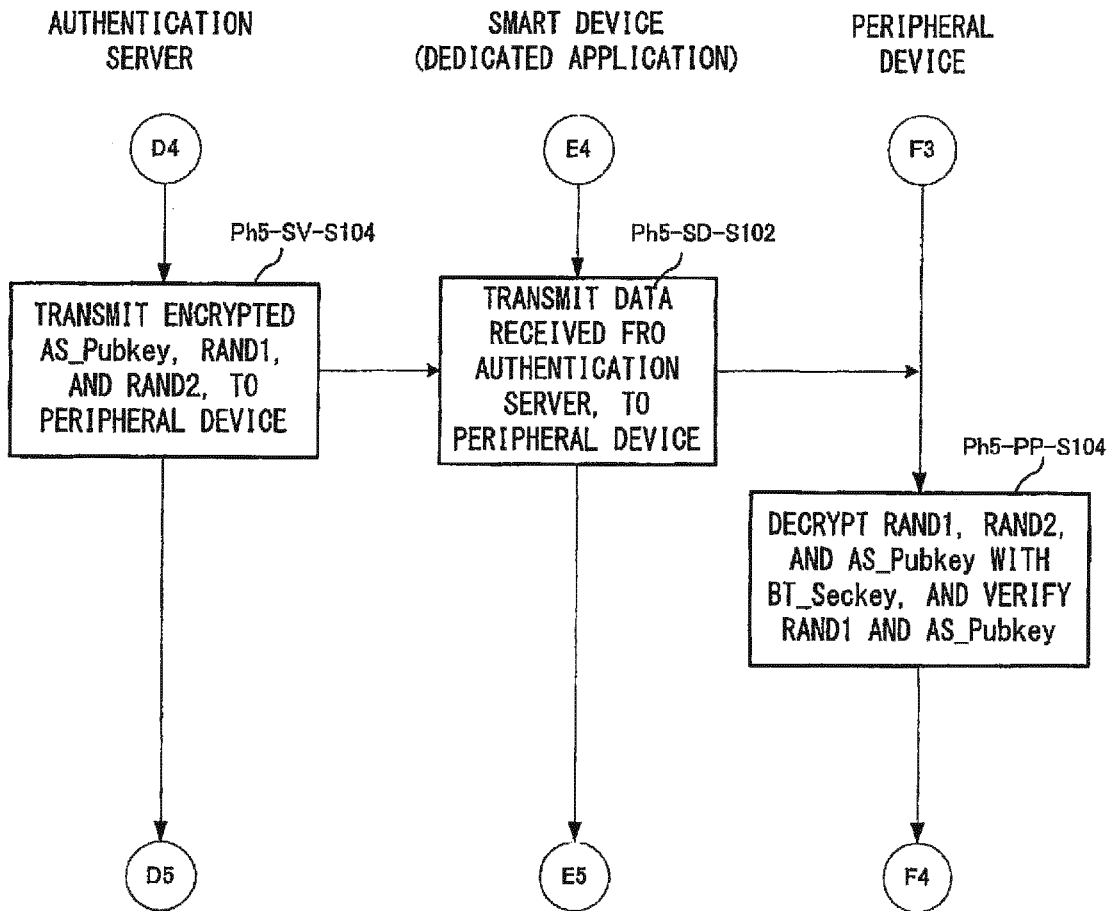 AUTHENTICATION
SERVER
SMART DEVICE
(DEDICATED APPLICATION)
PERIPHERAL
DEVICE
D4
E4
F3
Ph5-SV-S104
Ph5-SD-S102
TRANSMIT ENCRYPTED
AS_Pubkey, RAND1,
AND RAND2, TO
PERIPHERAL DEVICE
TRANSMIT DATA
RECEIVED FRO
AUTHENTICATION
SERVER, TO
PERIPHERAL DEVICE
Ph5-PP-S104
DECRYPT RAND1, RAND2,
AND AS_Pubkey WITH
BT_Seckey, AND VERIFY
RAND1 AND AS_Pubkey
D5
E5
F4